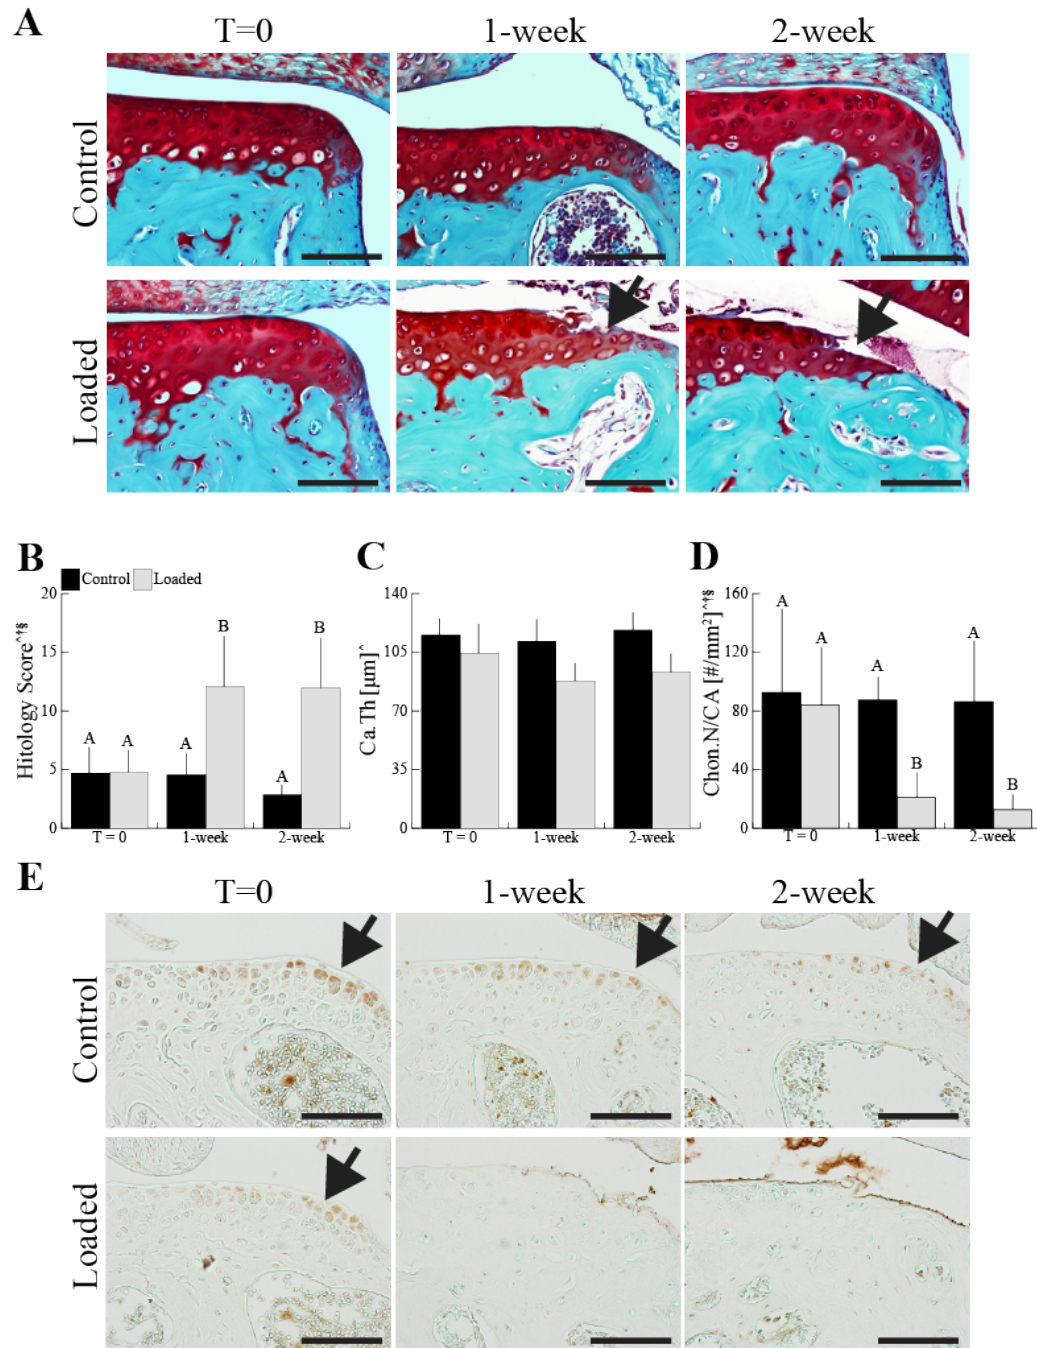 A
T=0 1-week 2-week
Control
Loaded
B
Control Loaded
Hitology Score^†§
20
15
10
5
0
A A A B A B
T = 0 1-week 2-week
C
Ca.Th [µm]^
140
105
70
35
0
T = 0 1-week 2-week
D
Chon.N/CA [#/mm²]^†§
160
120
80
40
0
A A A B A B
T = 0 1-week 2-week
E
T=0 1-week 2-week
Control
Loaded